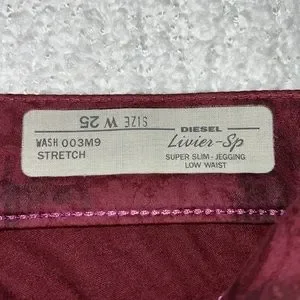 SIZE W 25
WASH 003M9
STRETCH
DIESEL
Livier-Sp
SUPER SLIM-JEGGING
LOW WAIST